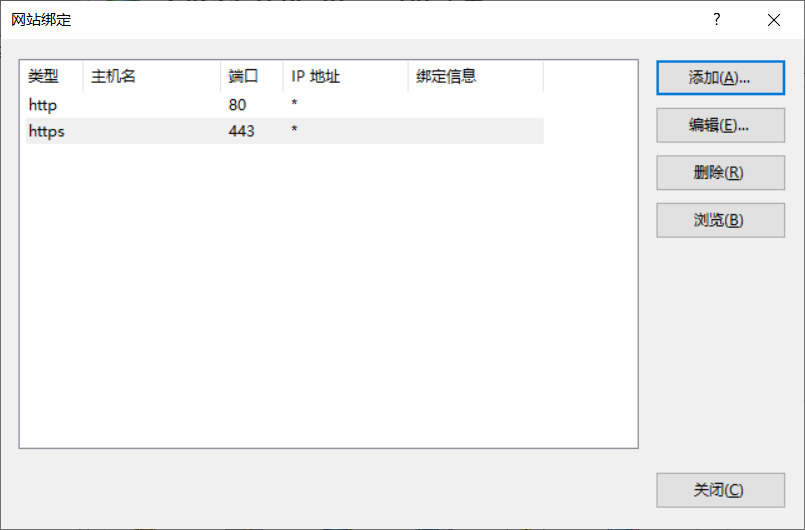 网站绑定
类型 主机名 端口 IP 地址 绑定信息
http 80 *
https 443 *
添加(A)...
编辑(E)...
删除(R)
浏览(B)
关闭(C)